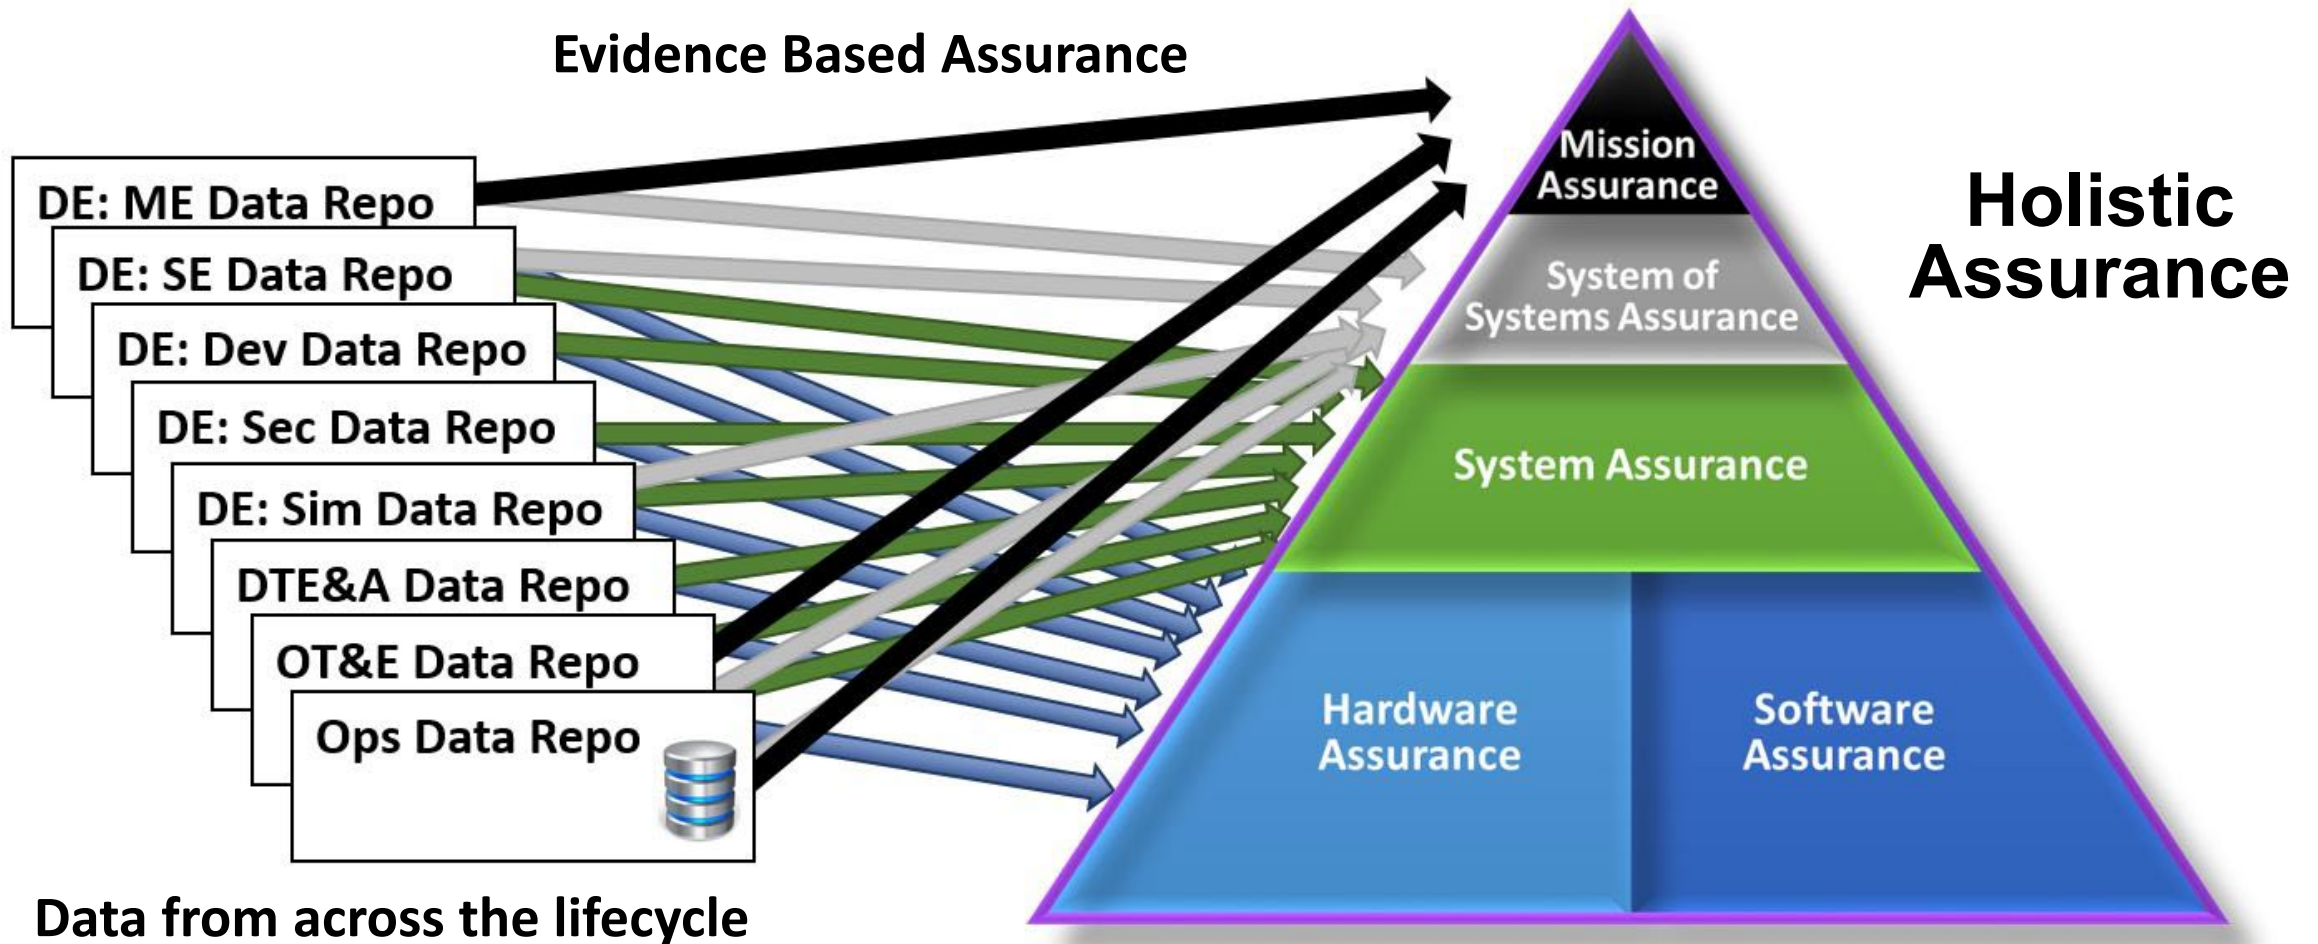 Evidence Based Assurance
DE: ME Data Repo
DE: SE Data Repo
DE: Dev Data Repo
DE: Sec Data Repo
DE: Sim Data Repo
DTE&A Data Repo
OT&E Data Repo
Ops Data Repo
Data from across the lifecycle
Mission
Assurance
System of
Systems Assurance
System Assurance
Hardware
Assurance
Software
Assurance
Holistic
Assurance